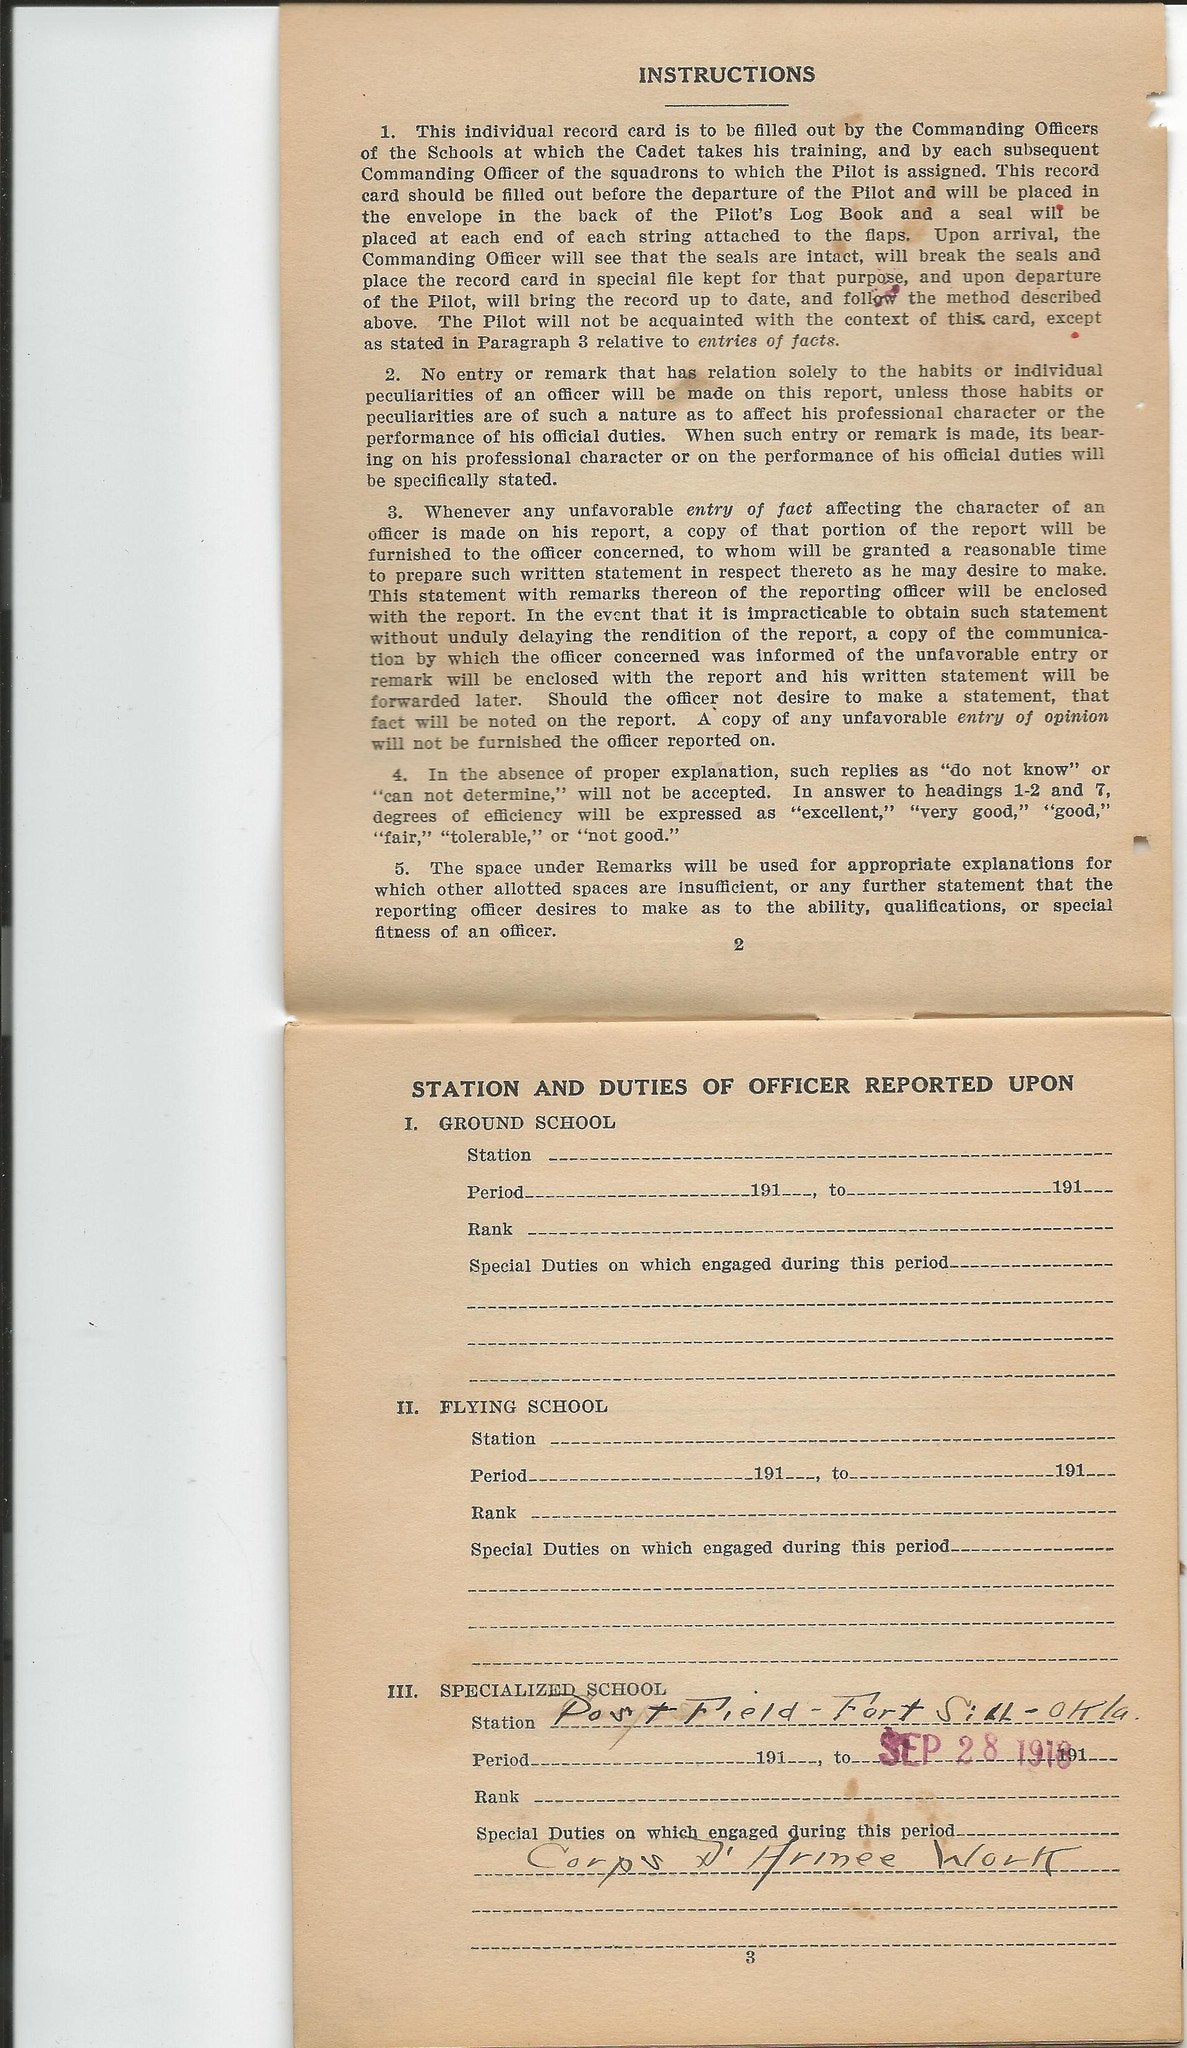 INSTRUCTIONS
1. This individual record card is to be filled out by the Commanding Officers
of the Schools at which the Cadet takes his training, and by each subsequent
Commanding Officer of the squadrons to which the Pilot is assigned. This record
card should be filled out before the departure of the Pilot and will be placed in
the envelope in the back of the Pilot's Log Book and a seal will be
placed at each end of each string attached to the flaps. Upon arrival, the
Commanding Officer will see that the seals are intact, will break the seals and
place the record card in special file kept for that purpose, and upon departure
of the Pilot, will bring the record up to date, and follow the method described
above. The Pilot will not be acquainted with the context of this card, except
as stated in Paragraph 3 relative to entries of facts.
2. No entry or remark that has relation solely to the habits or individual
peculiarities of an officer will be made on this report, unless those habits or
peculiarities are of such a nature as to affect his professional character or the
performance of his official duties. When such entry or remark is made, its bear-
ing on his professional character or on the performance of his official duties will
be specifically stated.
3. Whenever any unfavorable entry of fact affecting the character of an
officer is made on his report, a copy of that portion of the report will be
furnished to the officer concerned, to whom will be granted a reasonable time
to prepare such written statement in respect thereto as he may desire to make.
This statement with remarks thereon of the reporting officer will be enclosed
with the report. In the event that it is impracticable to obtain such statement
without unduly delaying the rendition of the report, a copy of the communica-
tion by which the officer concerned was informed of the unfavorable entry or
remark will be enclosed with the report and his written statement will be
forwarded later. Should the officer not desire to make a statement, that
fact will be noted on the report. A copy of any unfavorable entry of opinion
will not be furnished the officer reported on.
4. In the absence of proper explanation, such replies as "do not know" or
"can not determine," will not be accepted. In answer to headings 1-2 and 7,
degrees of efficiency will be expressed as "excellent," "very good," "good,"
"fair," "tolerable," or "not good."
5. The space under Remarks will be used for appropriate explanations for
which other allotted spaces are insufficient, or any further statement that the
reporting officer desires to make as to the ability, qualifications, or special
fitness of an officer.
2
STATION AND DUTIES OF OFFICER REPORTED UPON
I. GROUND SCHOOL
Station
Period 191 , to 191
Rank
Special Duties on which engaged during this period
II. FLYING SCHOOL
Station
Period 191 , to 191
Rank
Special Duties on which engaged during this period
III. SPECIALIZED SCHOOL
Station Post Field - Fort Sill - Okla.
Period 191 , to SEP 28 1918 191
Rank
Special Duties on which engaged during this period
Corps D'Armee Work
3